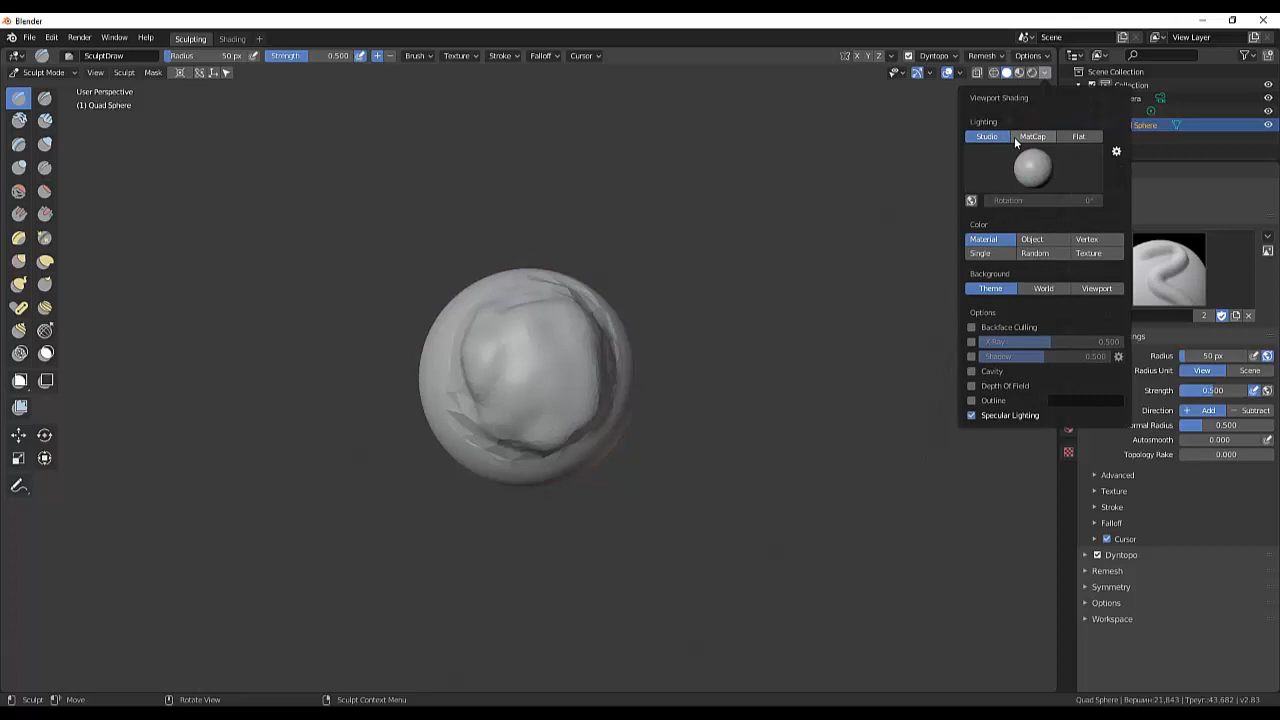 Blender
File Edit Render Window Help Sculpting Shading + Scene View Layer
SculptDraw Radius 50 px Strength 0.500 Brush Texture Stroke Falloff Cursor X Y Z Dyntopo Remesh Options
Sculpt Mode View Sculpt Mask
User Perspective
(1) Quad Sphere
Viewport Shading
Lighting
Studio MatCap Flat
Rotation 0°
Color
Material Object Vertex
Single Random Texture
Background
Theme World Viewport
Options
Backface Culling
X-Ray 0.500
Shadow 0.500
Cavity
Depth Of Field
Outline
Specular Lighting
Scene Collection
Collection
era
Sphere
2
ngs
Radius 50 px
Radius Unit View Scene
Strength 0.500
Direction + Add − Subtract
rmal Radius 0.500
Autosmooth 0.000
Topology Rake 0.000
Advanced
Texture
Stroke
Falloff
Cursor
Dyntopo
Remesh
Symmetry
Options
Workspace
Sculpt Move Rotate View Sculpt Context Menu Quad Sphere | Вершин:21,843 | Треуг.:43,682 | v2.83